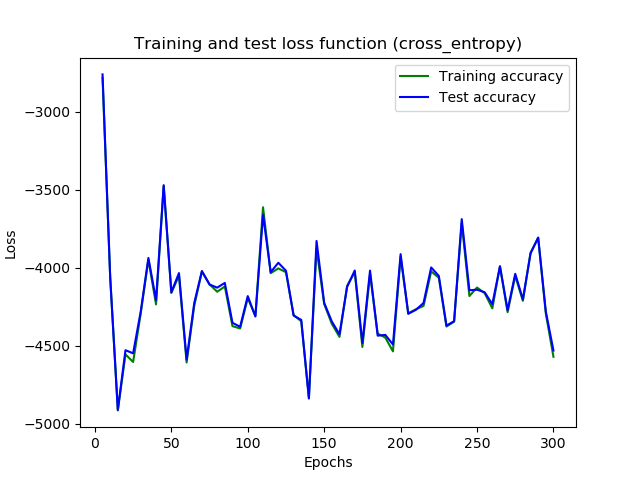 Training and test loss function (cross_entropy)
Training accuracy
Test accuracy
−3000
−3500
−4000
−4500
−5000
Loss
0 50 100 150 200 250 300
Epochs